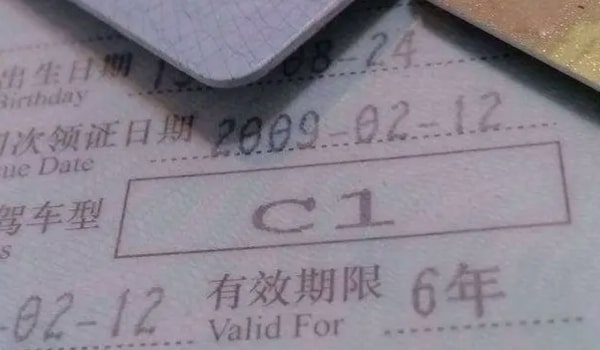 出生日期 08-24
Birthday
次领证日期 2009-02-12
ue Date
驾车型 C1
s
-02-12 有效期限 6年
Valid For